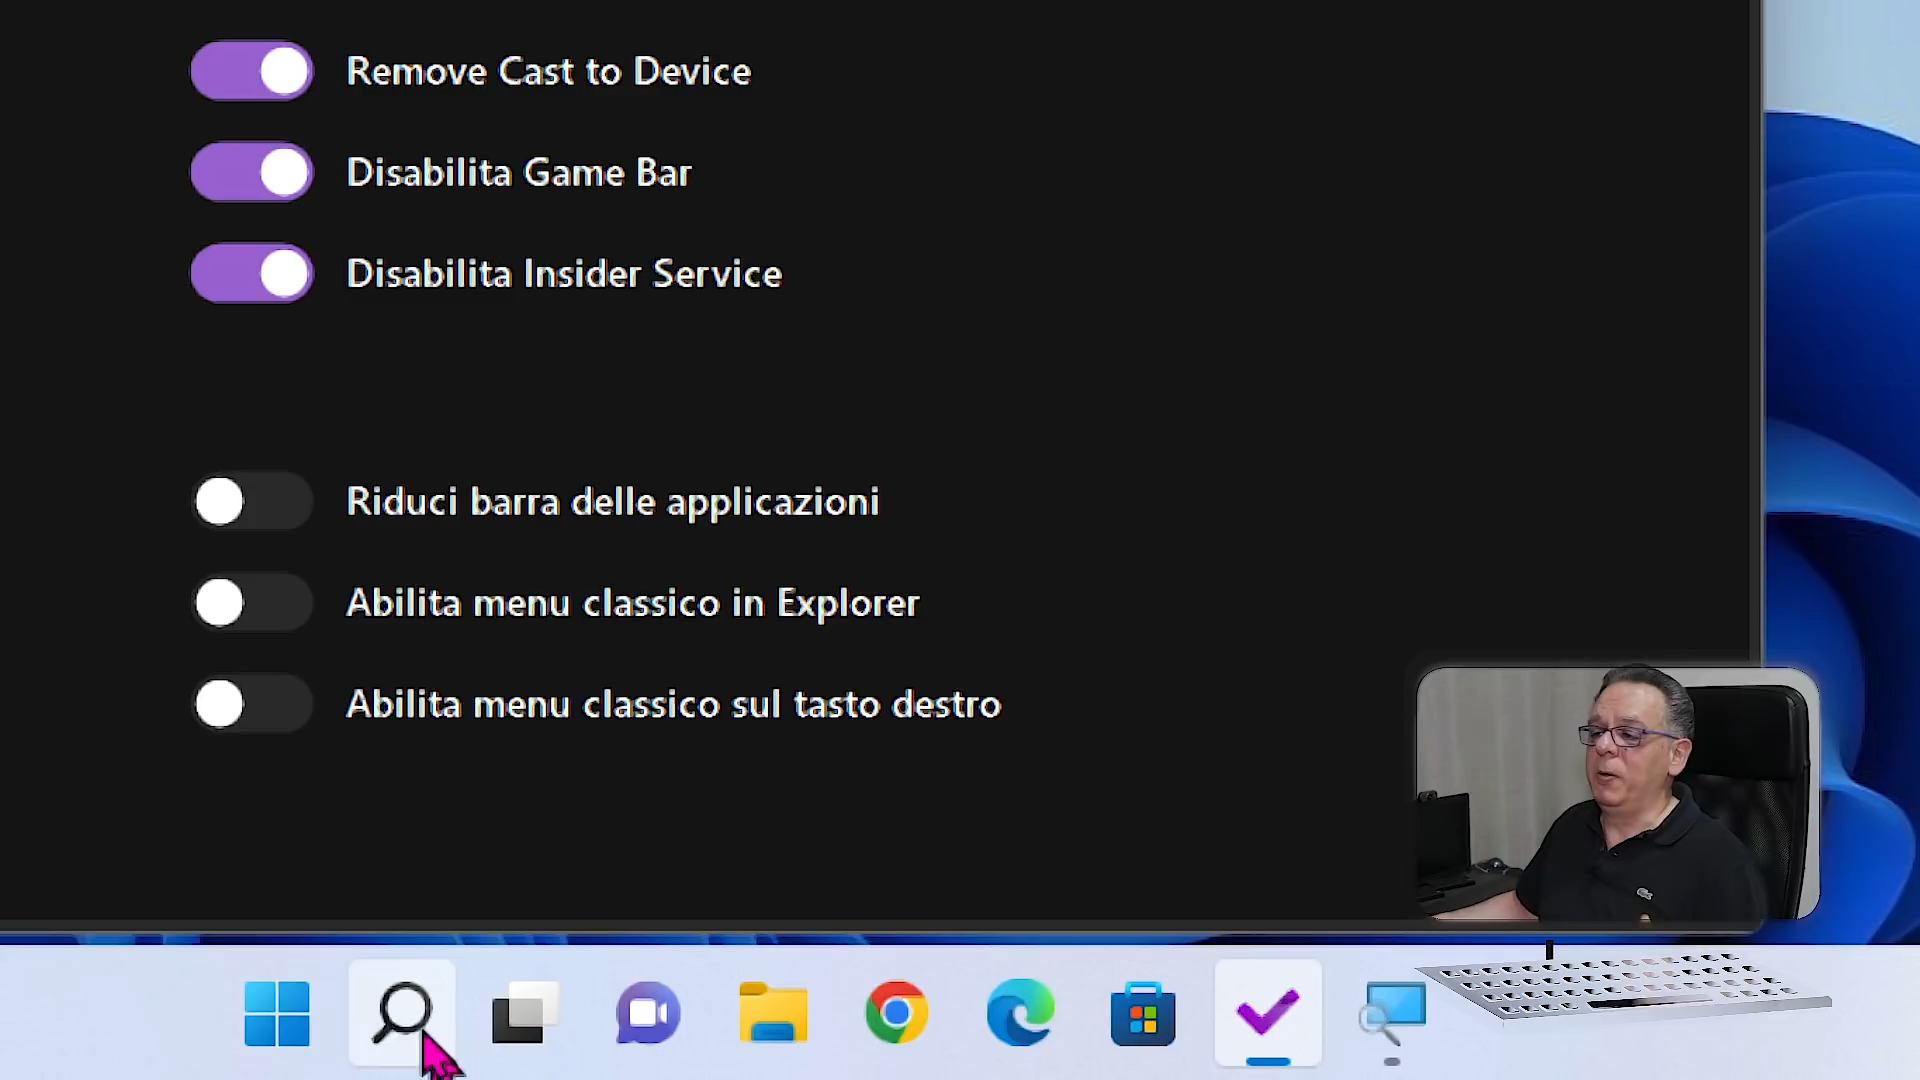 Remove Cast to Device
Disabilita Game Bar
Disabilita Insider Service
Riduci barra delle applicazioni
Abilita menu classico in Explorer
Abilita menu classico sul tasto destro